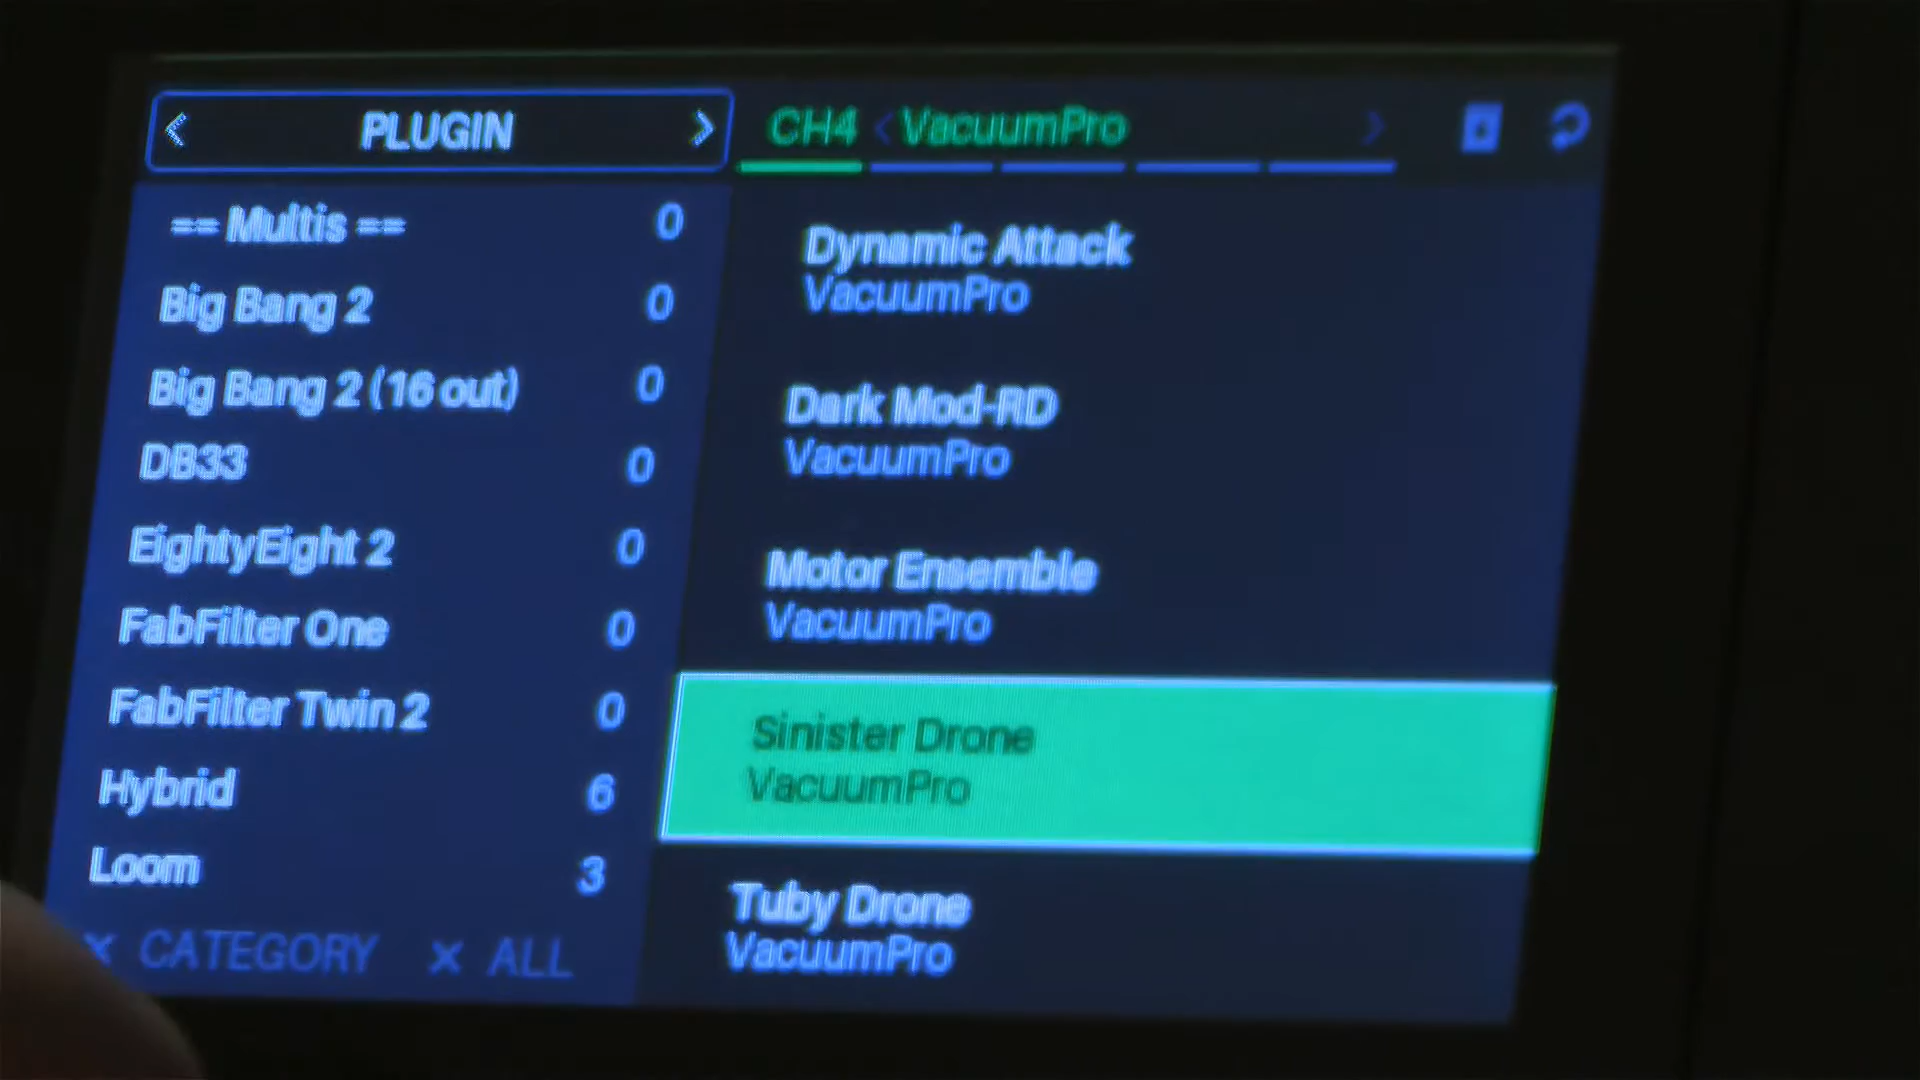 < PLUGIN >
CH4 < VacuumPro >
== Multis == 0
Big Bang 2 0
Big Bang 2 (16 out) 0
DB33 0
EightyEight 2 0
FabFilter One 0
FabFilter Twin 2 0
Hybrid 6
Loom 3
× CATEGORY × ALL
Dynamic Attack
VacuumPro
Dark Mod-RD
VacuumPro
Motor Ensemble
VacuumPro
Sinister Drone
VacuumPro
Tuby Drone
VacuumPro